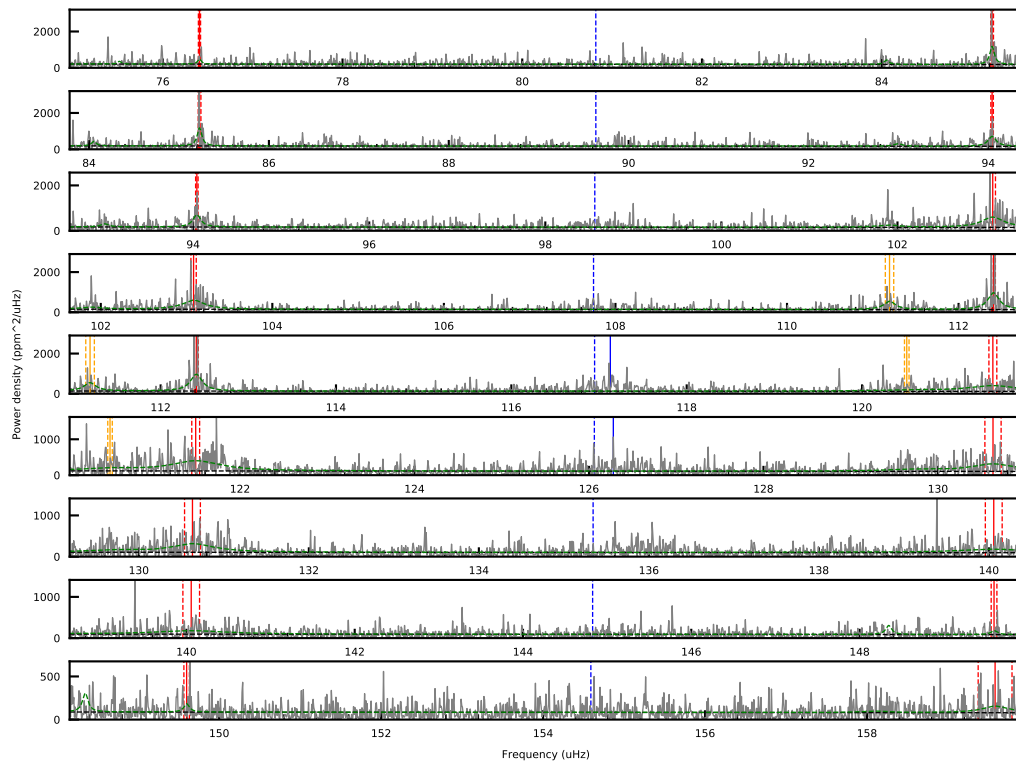 2000
0
76 78 80 82 84
2000
0
84 86 88 90 92 94
2000
0
94 96 98 100 102
2000
0
102 104 106 108 110 112
2000
0
112 114 116 118 120
1000
0
122 124 126 128 130
1000
0
130 132 134 136 138 140
1000
0
140 142 144 146 148
500
0
150 152 154 156 158
Power density (ppm^2/uHz)
Frequency (uHz)